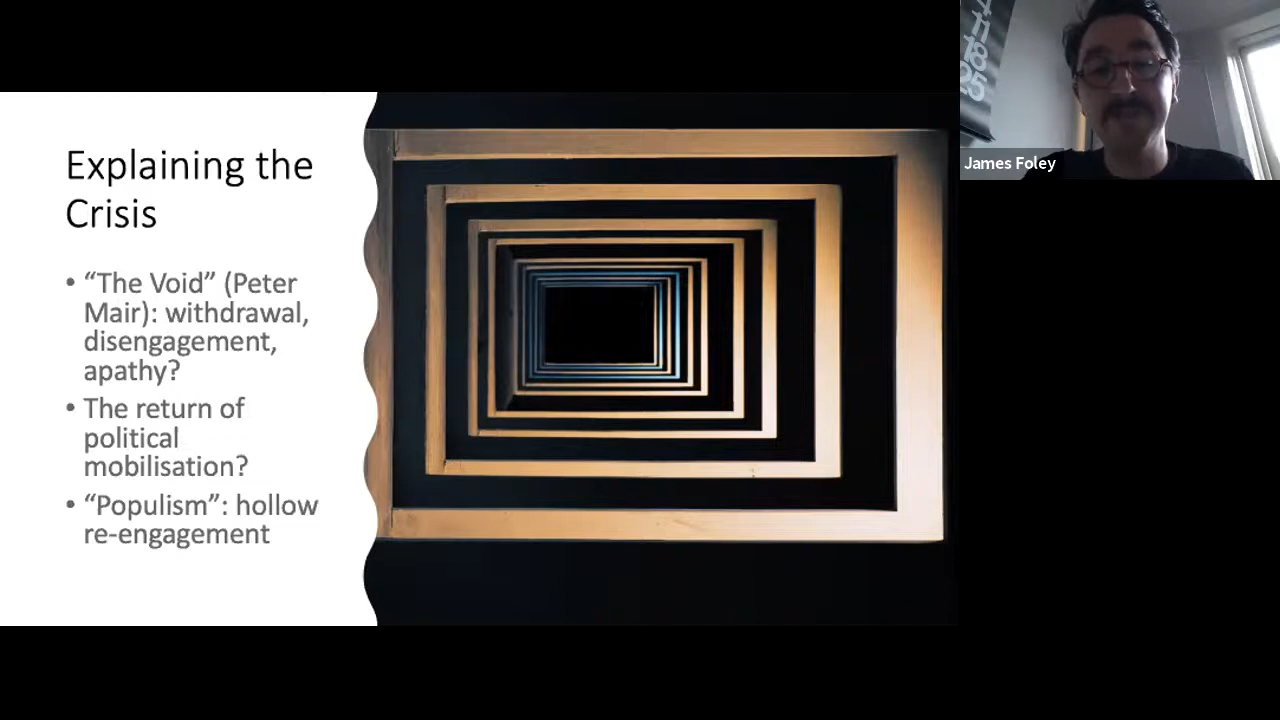 Explaining the
Crisis
• “The Void” (Peter
Mair): withdrawal,
disengagement,
apathy?
• The return of
political
mobilisation?
• “Populism”: hollow
re-engagement
James Foley